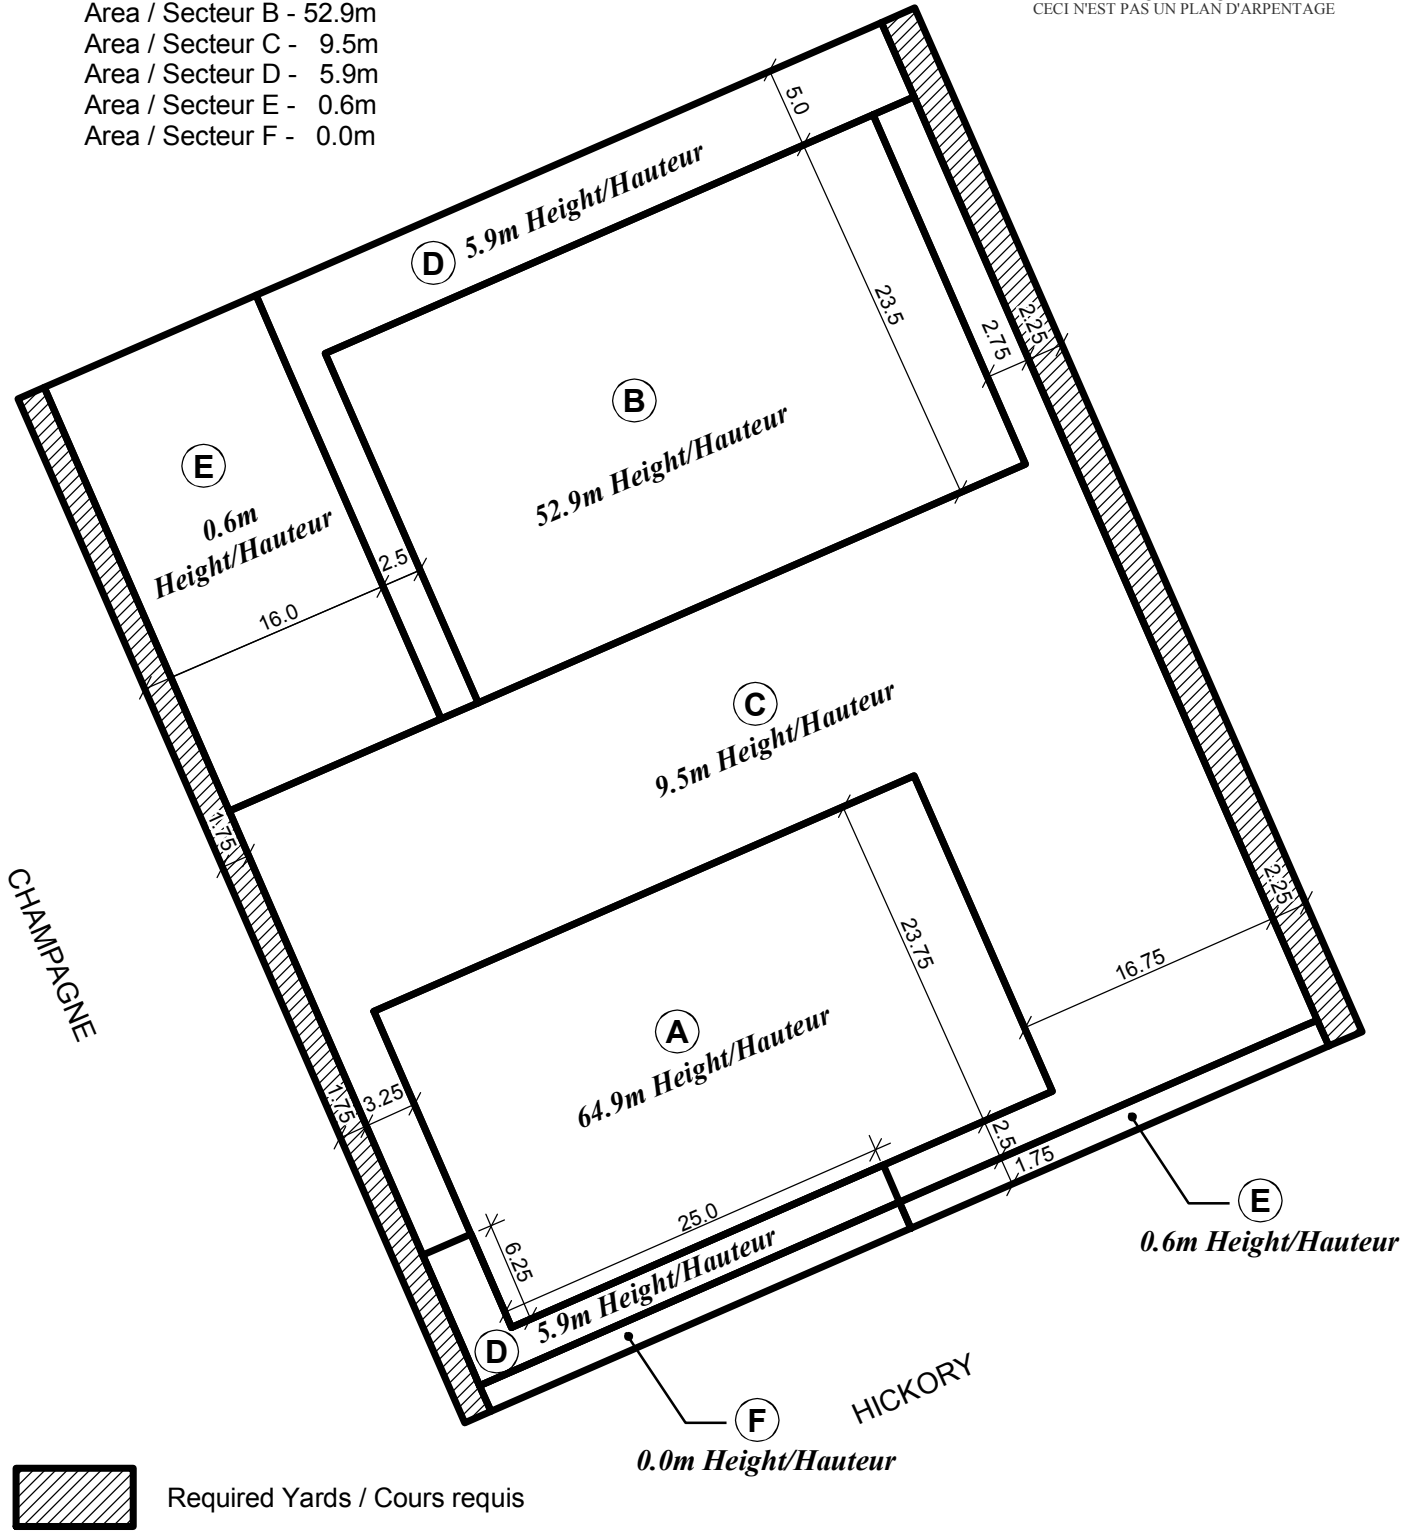 Area / Secteur B - 52.9m
Area / Secteur C - 9.5m
Area / Secteur D - 5.9m
Area / Secteur E - 0.6m
Area / Secteur F - 0.0m
CECI N'EST PAS UN PLAN D'ARPENTAGE
5.0
D 5.9m Height/Hauteur
23.5
2.75
2.25
B
52.9m Height/Hauteur
E
0.6m
Height/Hauteur
2.5
16.0
C
9.5m Height/Hauteur
1.75
CHAMPAGNE
23.75
2.25
16.75
A
64.9m Height/Hauteur
1.75
3.25
2.5
1.75
25.0
6.25
E
0.6m Height/Hauteur
5.9m Height/Hauteur
D
HICKORY
F
0.0m Height/Hauteur
Required Yards / Cours requis